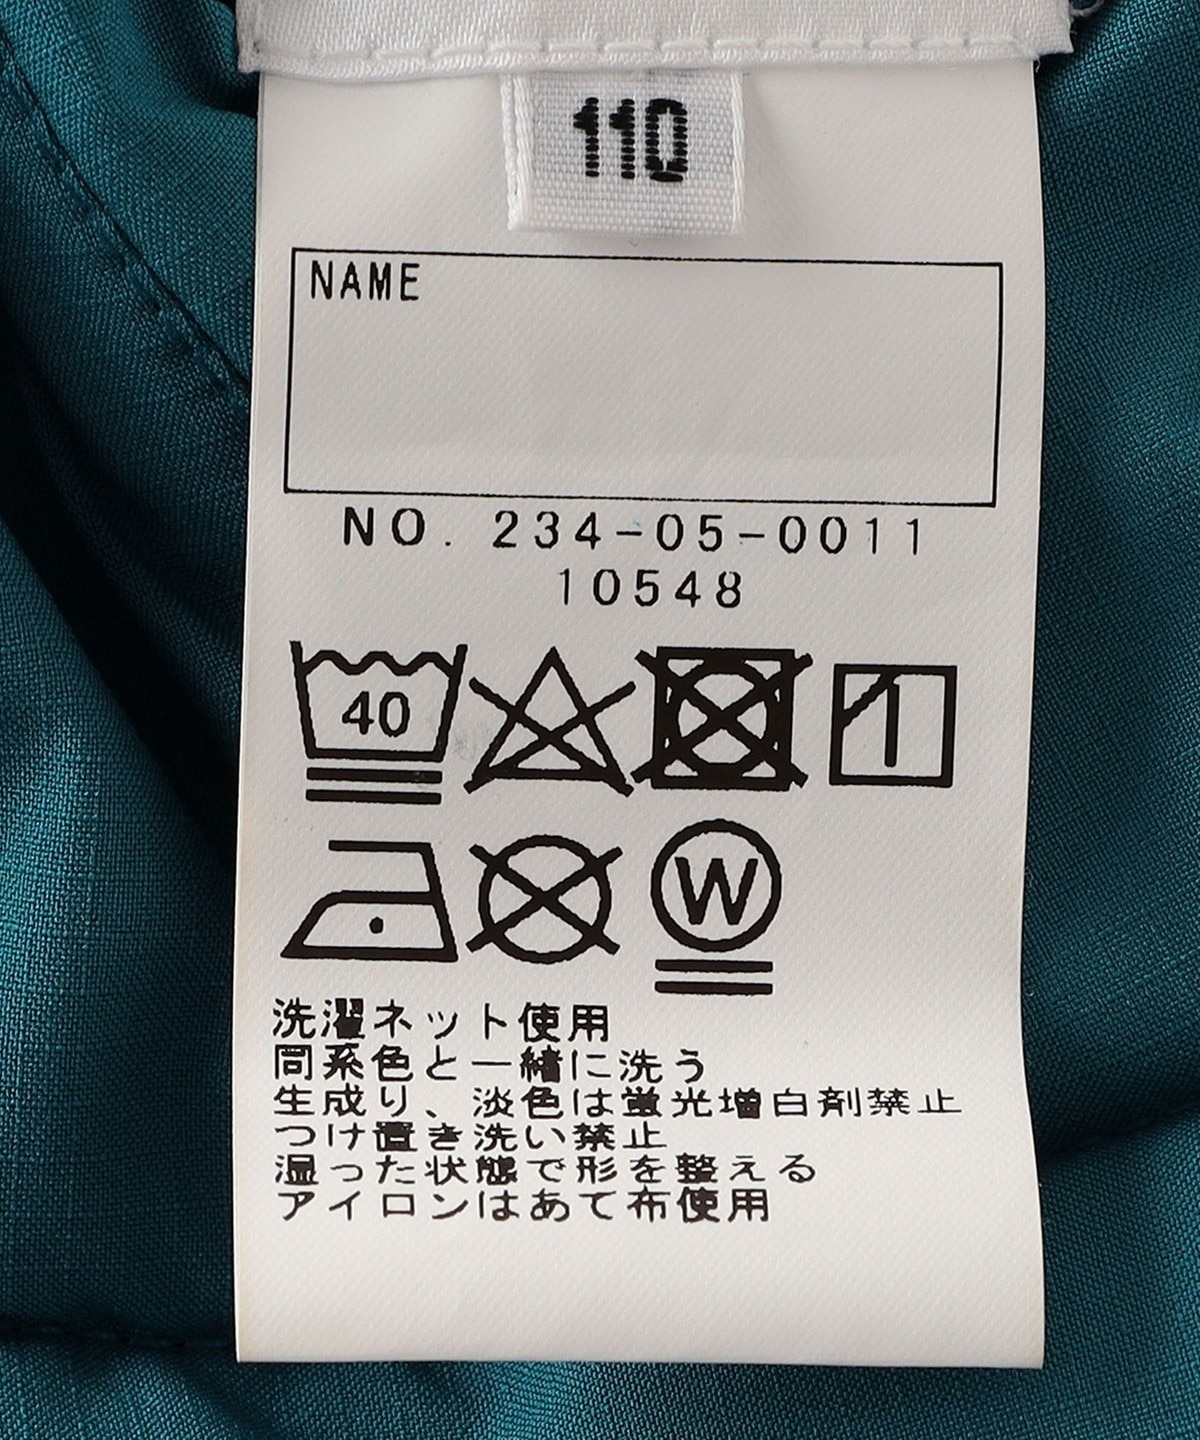 110
NAME
NO. 234-05-0011
10548
40
W
洗濯ネット使用
同系色と一緒に洗う
生成り、淡色は蛍光増白剤禁止
つけ置き洗い禁止
湿った状態で形を整える
アイロンはあて布使用